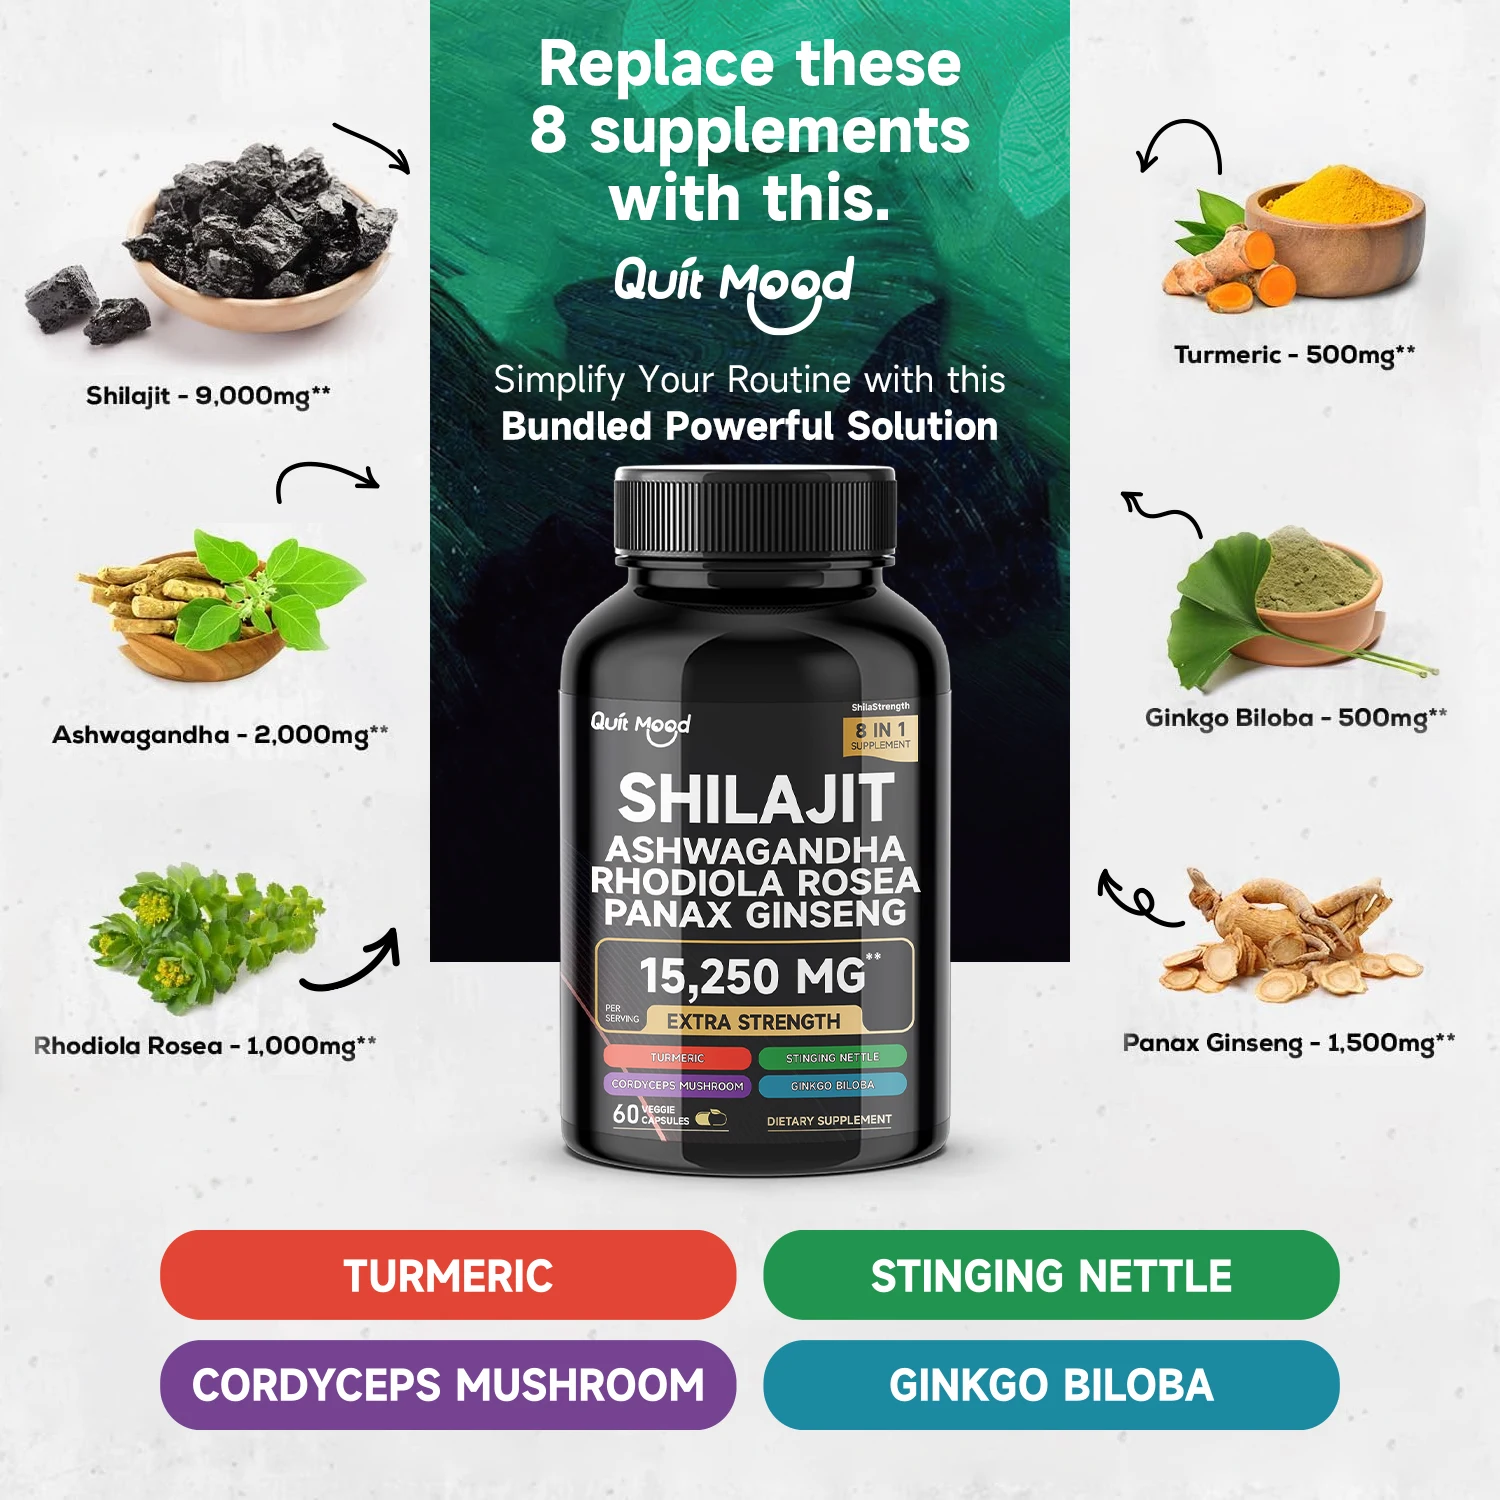 Replace these
8 supplements
with this.
Quit Mood
Simplify Your Routine with this
Bundled Powerful Solution
Shilajit - 9,000mg**
Turmeric - 500mg**
Ashwagandha - 2,000mg**
Ginkgo Biloba - 500mg**
Rhodiola Rosea - 1,000mg**
Panax Ginseng - 1,500mg**
Quit Mood
ShilaStrength
8 IN 1
SUPPLEMENT
SHILAJIT
ASHWAGANDHA
RHODIOLA ROSEA
PANAX GINSENG
15,250 MG**
PER
SERVING
EXTRA STRENGTH
TURMERIC
STINGING NETTLE
CORDYCEPS MUSHROOM
GINKGO BILOBA
60 VEGGIE
CAPSULES
DIETARY SUPPLEMENT
TURMERIC
STINGING NETTLE
CORDYCEPS MUSHROOM
GINKGO BILOBA